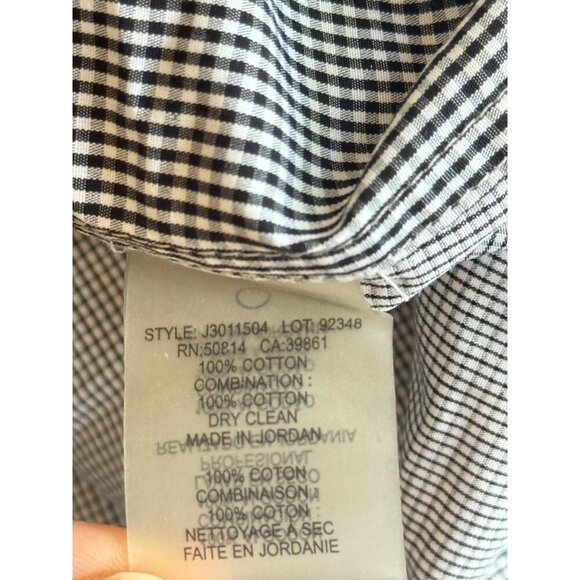 STYLE: J3011504 LOT: 92348
RN:50814 CA:39861
100% COTTON
COMBINATION :
100% COTTON
DRY CLEAN
MADE IN JORDAN
100% COTON
COMBINAISON :
100% COTON
NETTOYAGE À SEC
FAITE EN JORDANIE